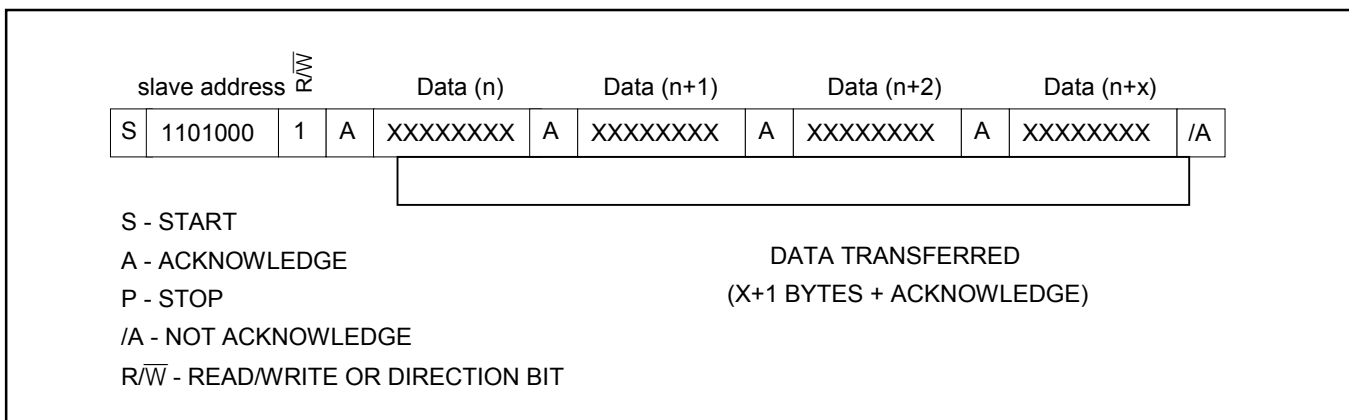 R/W̅
slave address Data (n) Data (n+1) Data (n+2) Data (n+x)
S 1101000 1 A XXXXXXXX A XXXXXXXX A XXXXXXXX A XXXXXXXX /A
S - START
A - ACKNOWLEDGE
P - STOP
/A - NOT ACKNOWLEDGE
R/W̅ - READ/WRITE OR DIRECTION BIT
DATA TRANSFERRED
(X+1 BYTES + ACKNOWLEDGE)